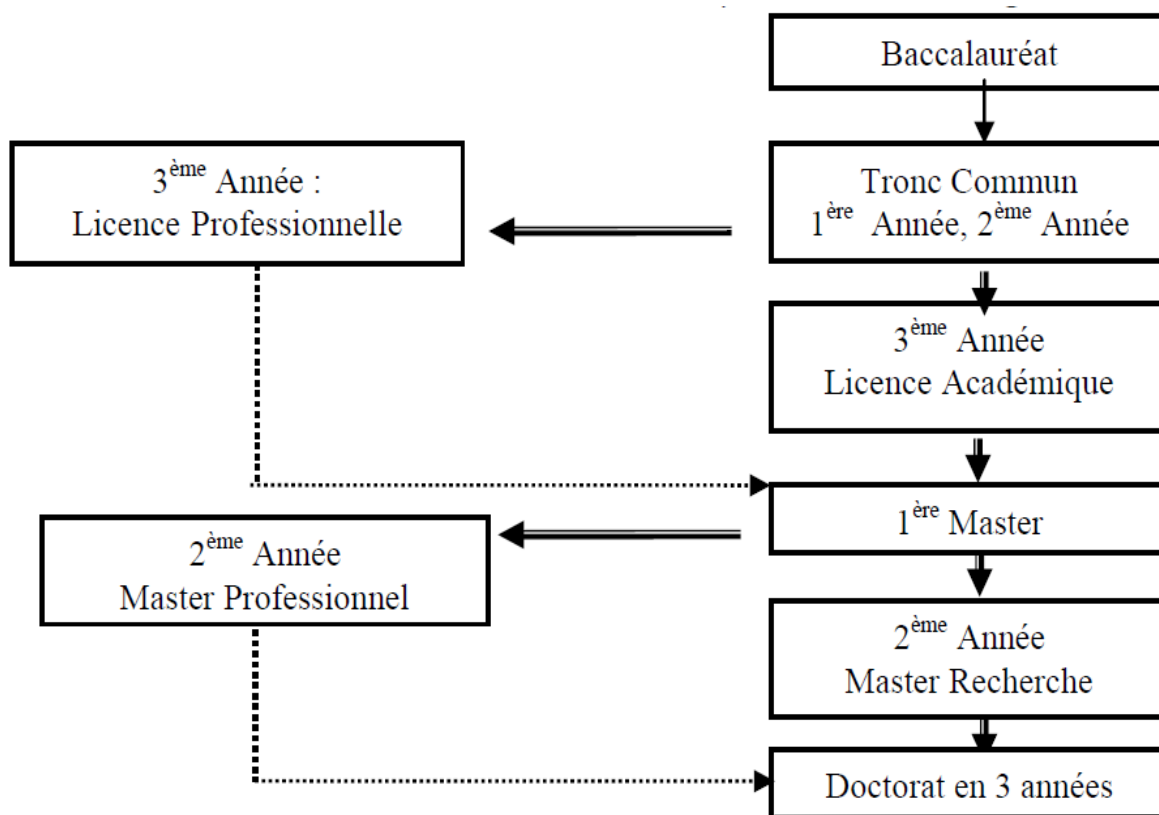 Baccalauréat
3ème Année :
Licence Professionnelle
Tronc Commun
1ère Année, 2ème Année
3ème Année
Licence Académique
1ère Master
2ème Année
Master Professionnel
2ème Année
Master Recherche
Doctorat en 3 années